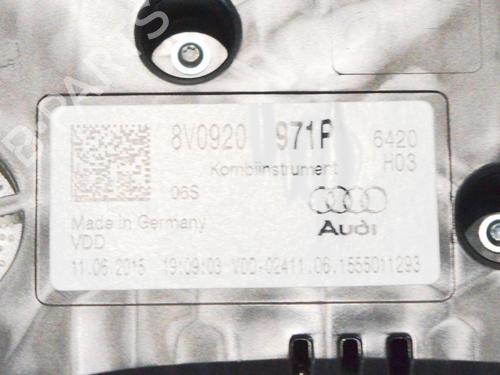 8V0920 971P 6420
Kombiinstrument H03
06S
Made in Germany
VDD
Audi
11.06.2015 19:09:03 VDD-02411.06.1555011293